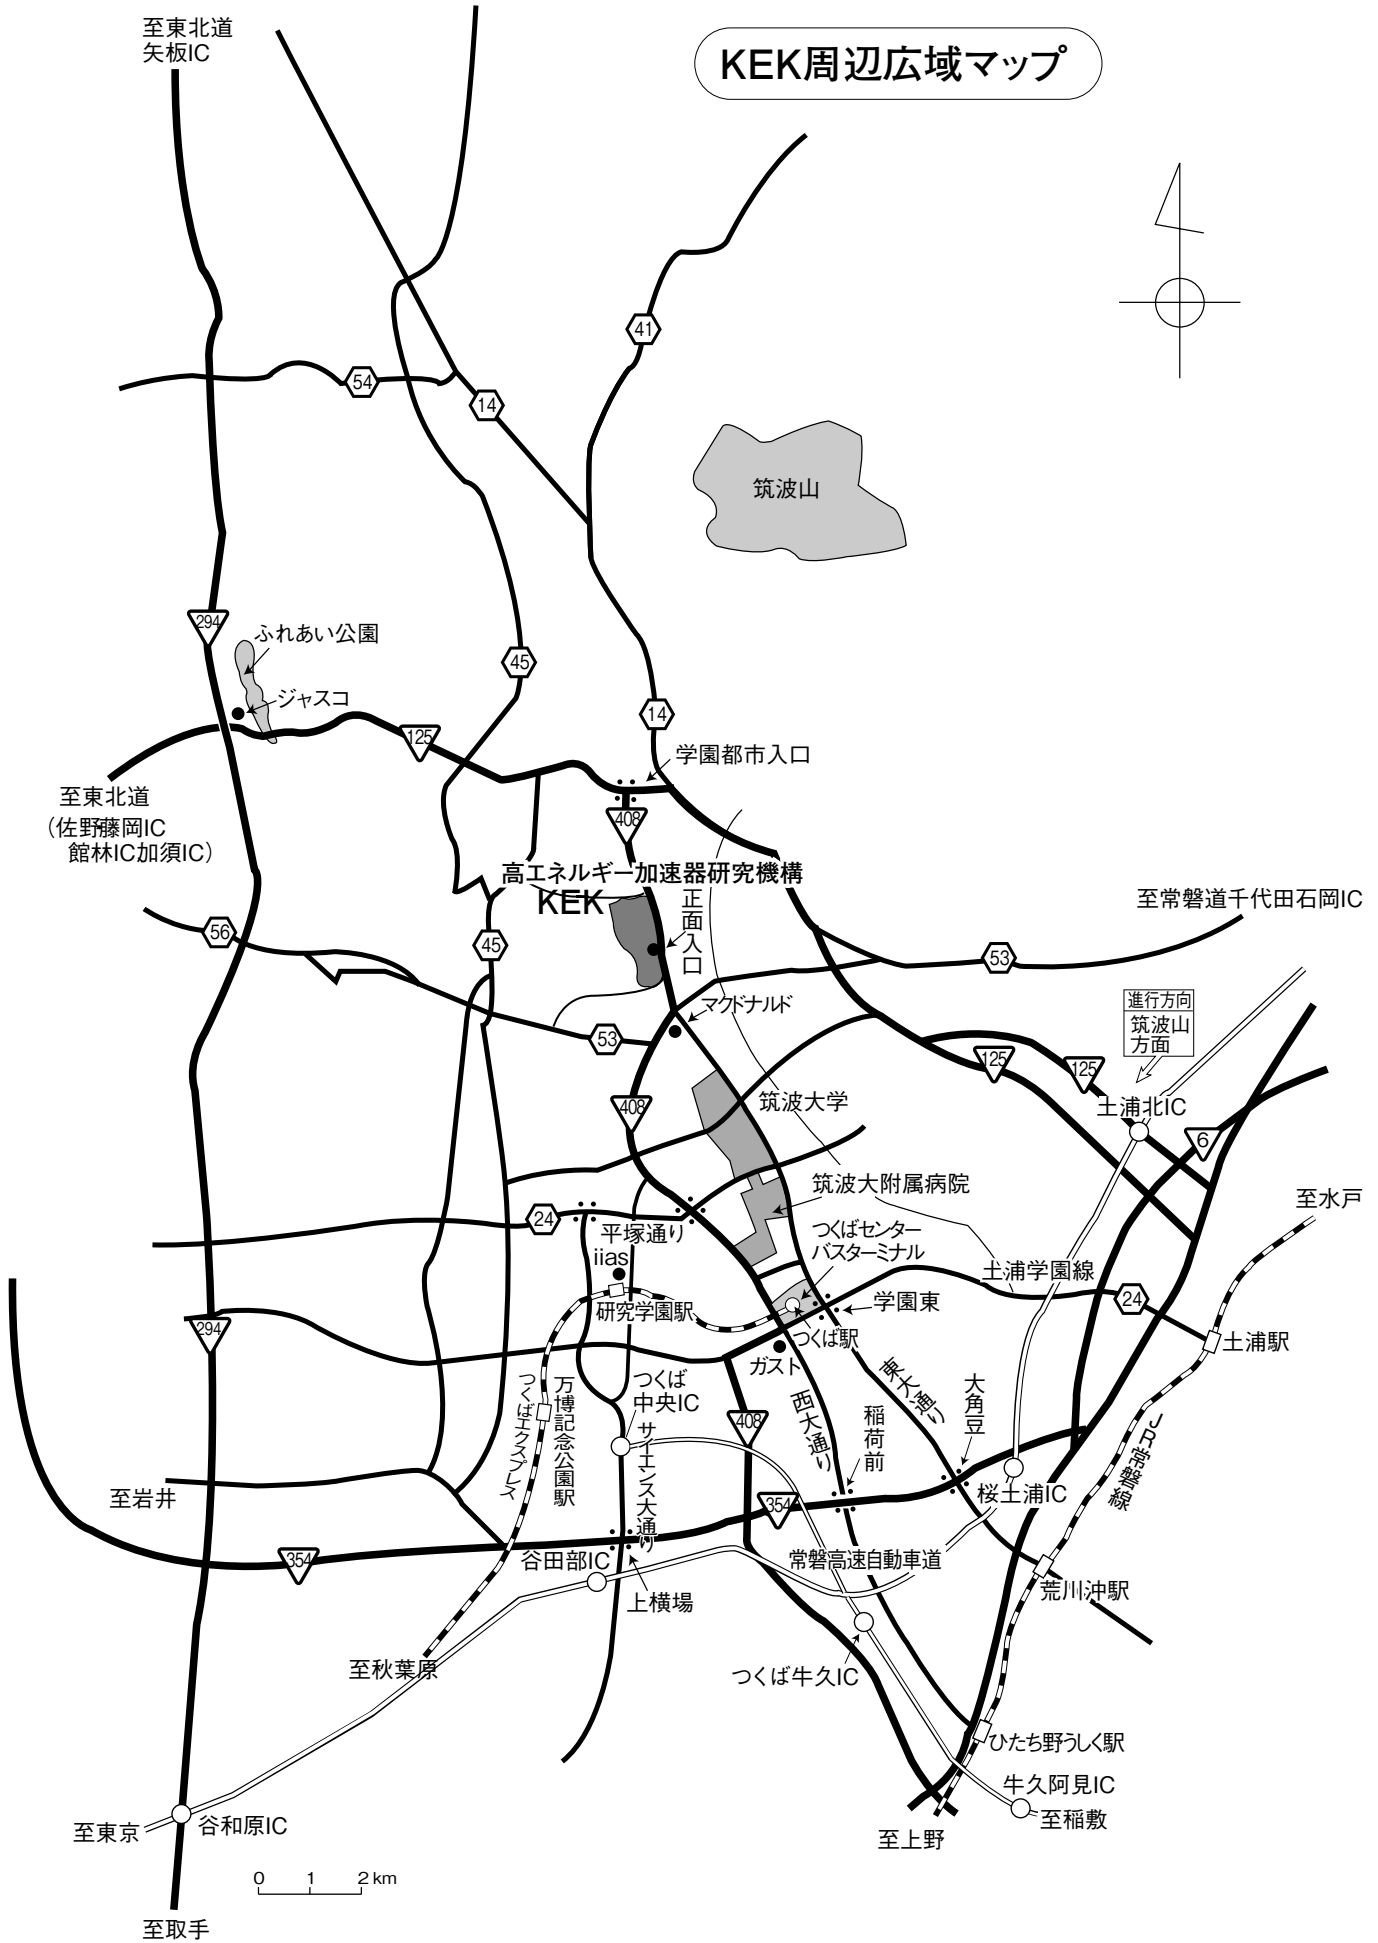 至東北道
矢板IC
KEK周辺広域マップ
41
54
14
筑波山
294
ふれあい公園
45
ジャスコ
14
125
学園都市入口
至東北道
（佐野藤岡IC
館林IC加須IC）
408
高エネルギー加速器研究機構
KEK
正面入口
至常磐道千代田石岡IC
56
45
53
進行方向
筑波山
方面
マクドナルド
53
125
125
408
筑波大学
土浦北IC
6
筑波大附属病院
至水戸
24
平塚通り
つくばセンター
バスターミナル
iias
土浦学園線
24
研究学園駅
学園東
294
つくば駅
土浦駅
ガスト
つくば
中央IC
東大通り
大角豆
万博記念公園駅
つくばエクスプレス
408
西大通り
稲荷前
JR常磐線
サイエンス大通り
至岩井
354
桜土浦IC
354
谷田部IC
常磐高速自動車道
上横場
荒川沖駅
至秋葉原
つくば牛久IC
ひたち野うしく駅
牛久阿見IC
至稲敷
至東京
谷和原IC
至上野
0 1 2 km
至取手